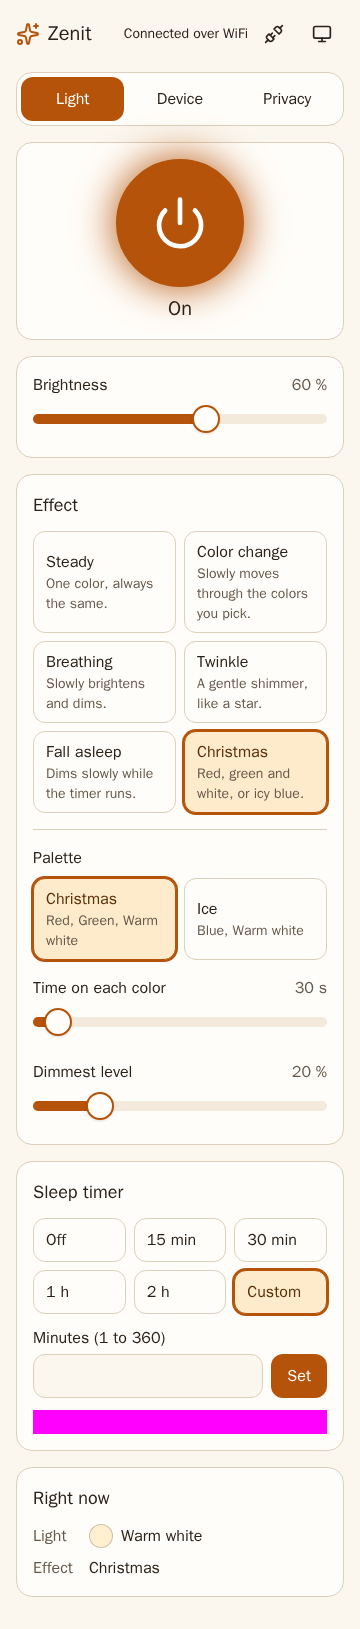 Zenit
Connected over WiFi
Light
Device
Privacy
On
Brightness
60 %
Effect
Steady
One color, always
the same.
Color change
Slowly moves
through the colors
you pick.
Breathing
Slowly brightens
and dims.
Twinkle
A gentle shimmer,
like a star.
Fall asleep
Dims slowly while
the timer runs.
Christmas
Red, green and
white, or icy blue.
Palette
Christmas
Red, Green, Warm
white
Ice
Blue, Warm white
Time on each color
30 s
Dimmest level
20 %
Sleep timer
Off
15 min
30 min
1 h
2 h
Custom
Minutes (1 to 360)
Set
Right now
Light
Warm white
Effect
Christmas